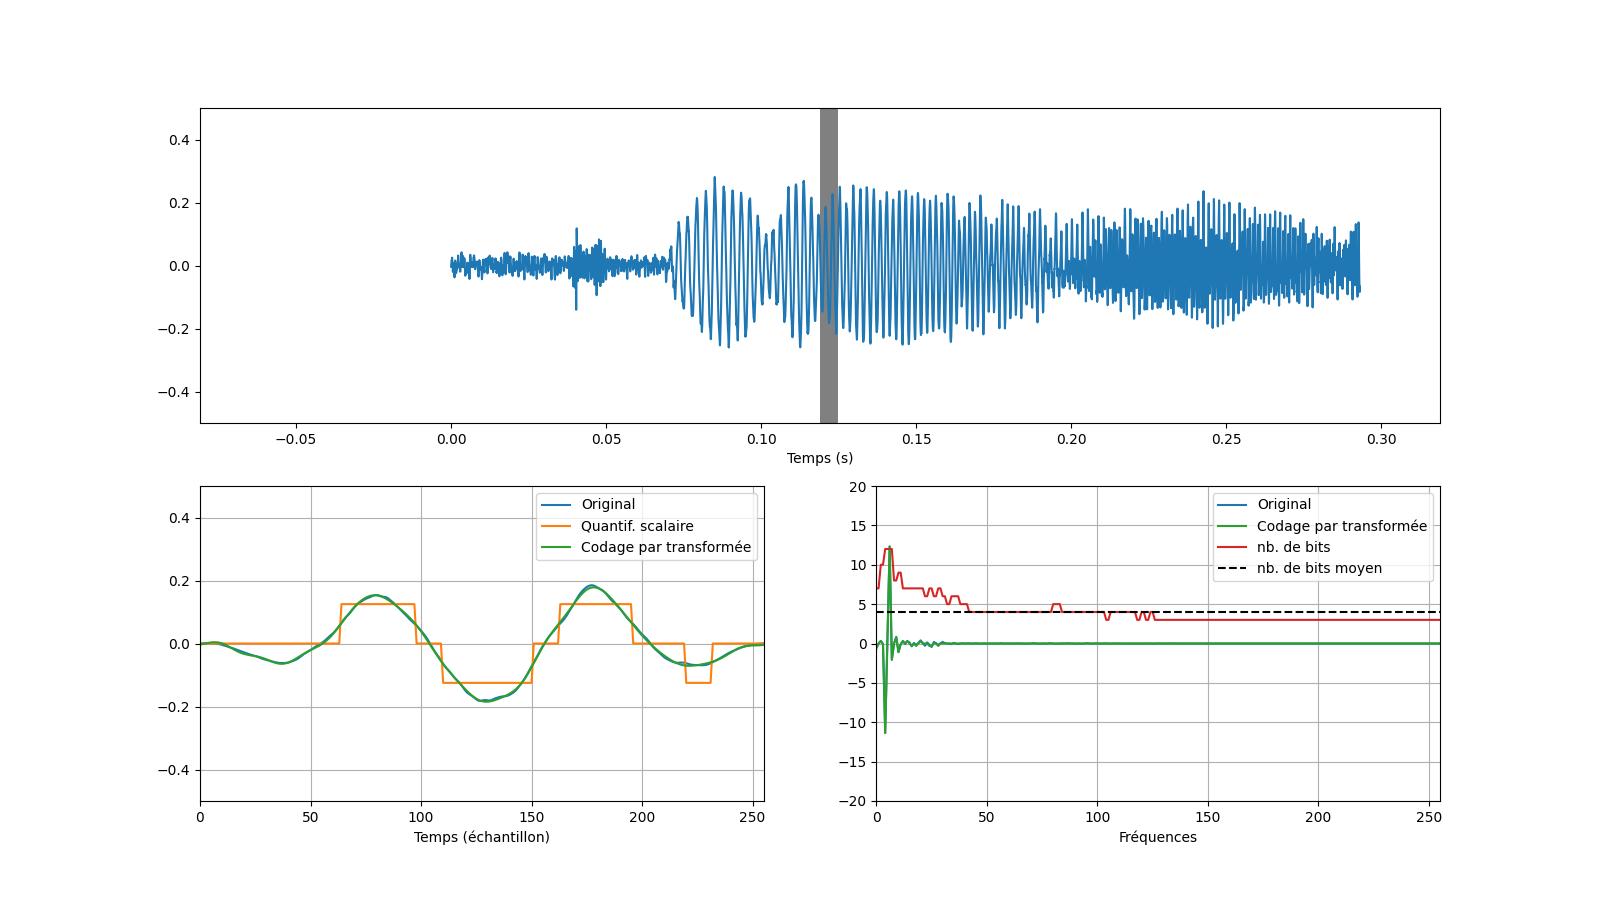 0.4
0.2
0.0
−0.2
−0.4
−0.05 0.00 0.05 0.10 0.15 0.20 0.25 0.30
Temps (s)
0.4
0.2
0.0
−0.2
−0.4
Original
Quantif. scalaire
Codage par transformée
0 50 100 150 200 250
Temps (échantillon)
20
15
10
5
0
−5
−10
−15
−20
Original
Codage par transformée
nb. de bits
nb. de bits moyen
0 50 100 150 200 250
Fréquences